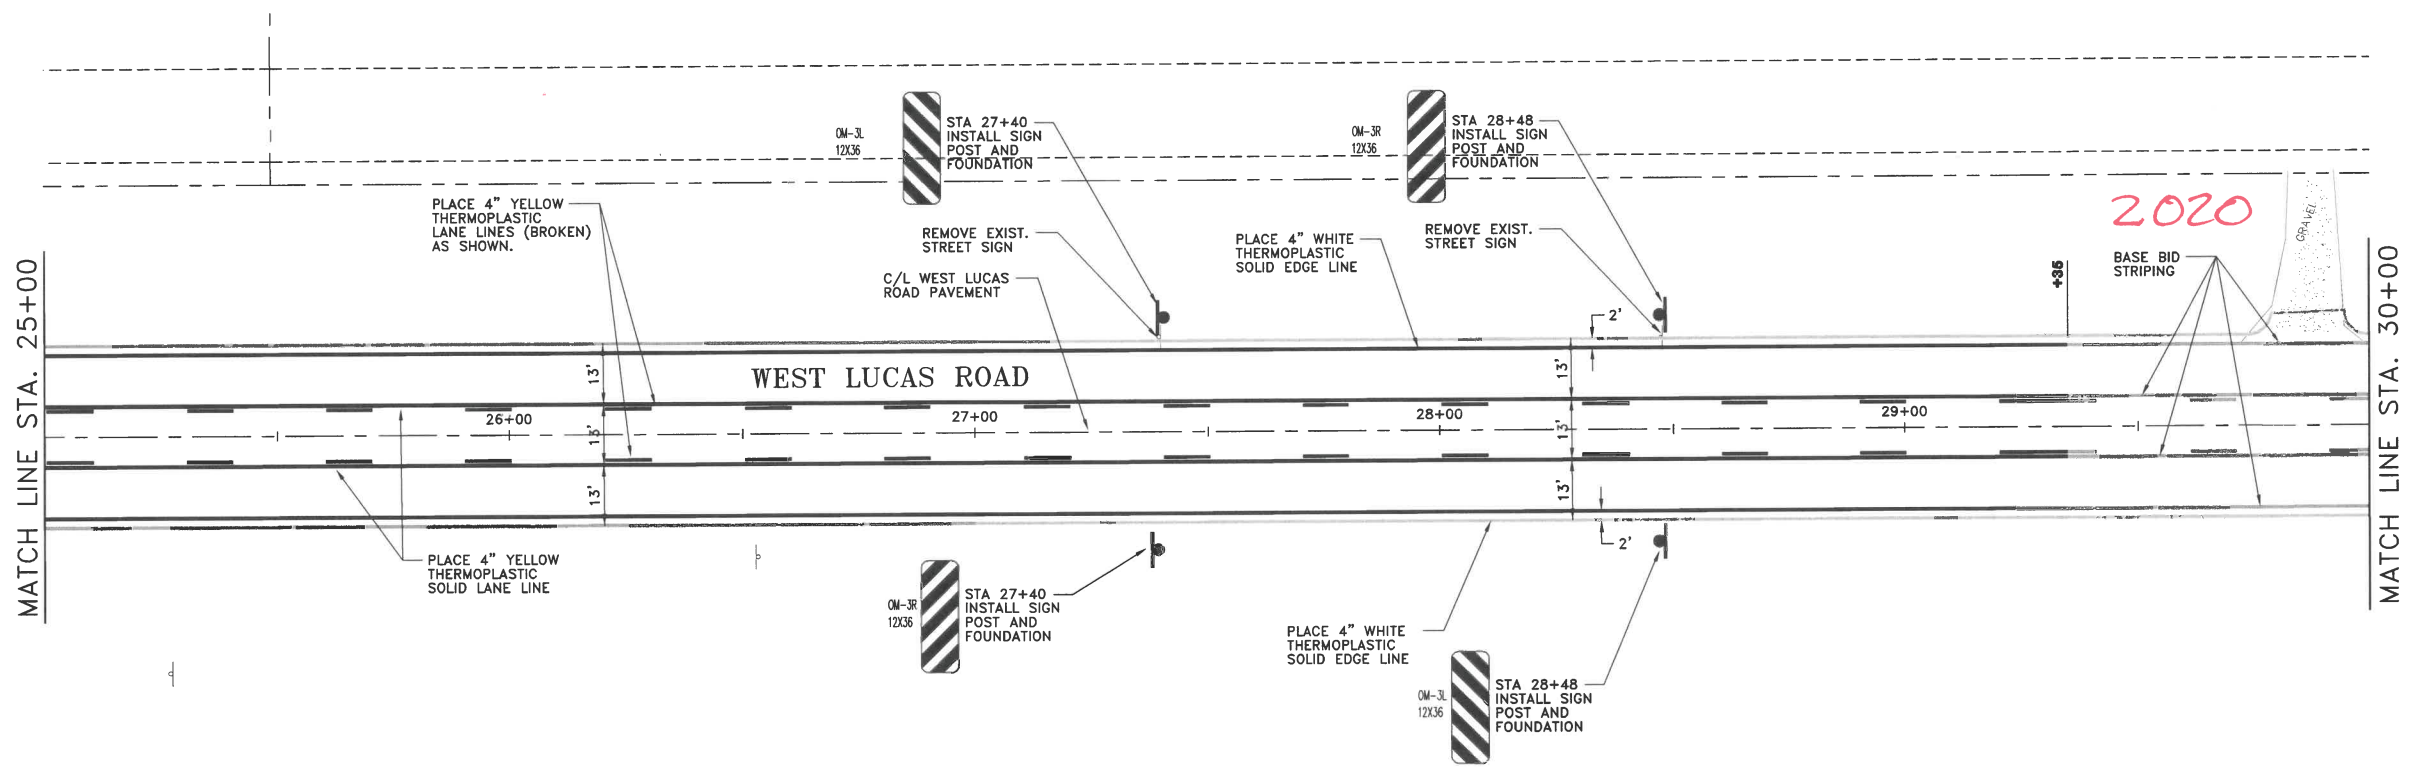 OM-3L
12X36
STA 27+40
INSTALL SIGN
POST AND
FOUNDATION
OM-3R
12X36
STA 28+48
INSTALL SIGN
POST AND
FOUNDATION
PLACE 4" YELLOW
THERMOPLASTIC
LANE LINES (BROKEN)
AS SHOWN.
REMOVE EXIST.
STREET SIGN
C/L WEST LUCAS
ROAD PAVEMENT
PLACE 4" WHITE
THERMOPLASTIC
SOLID EDGE LINE
REMOVE EXIST.
STREET SIGN
2020
GRAVEL
BASE BID
STRIPING
+35
2'
MATCH LINE STA. 25+00
MATCH LINE STA. 30+00
WEST LUCAS ROAD
13'
13'
13'
13'
13'
13'
26+00
27+00
28+00
29+00
2'
PLACE 4" YELLOW
THERMOPLASTIC
SOLID LANE LINE
OM-3R
12X36
STA 27+40
INSTALL SIGN
POST AND
FOUNDATION
PLACE 4" WHITE
THERMOPLASTIC
SOLID EDGE LINE
OM-3L
12X36
STA 28+48
INSTALL SIGN
POST AND
FOUNDATION